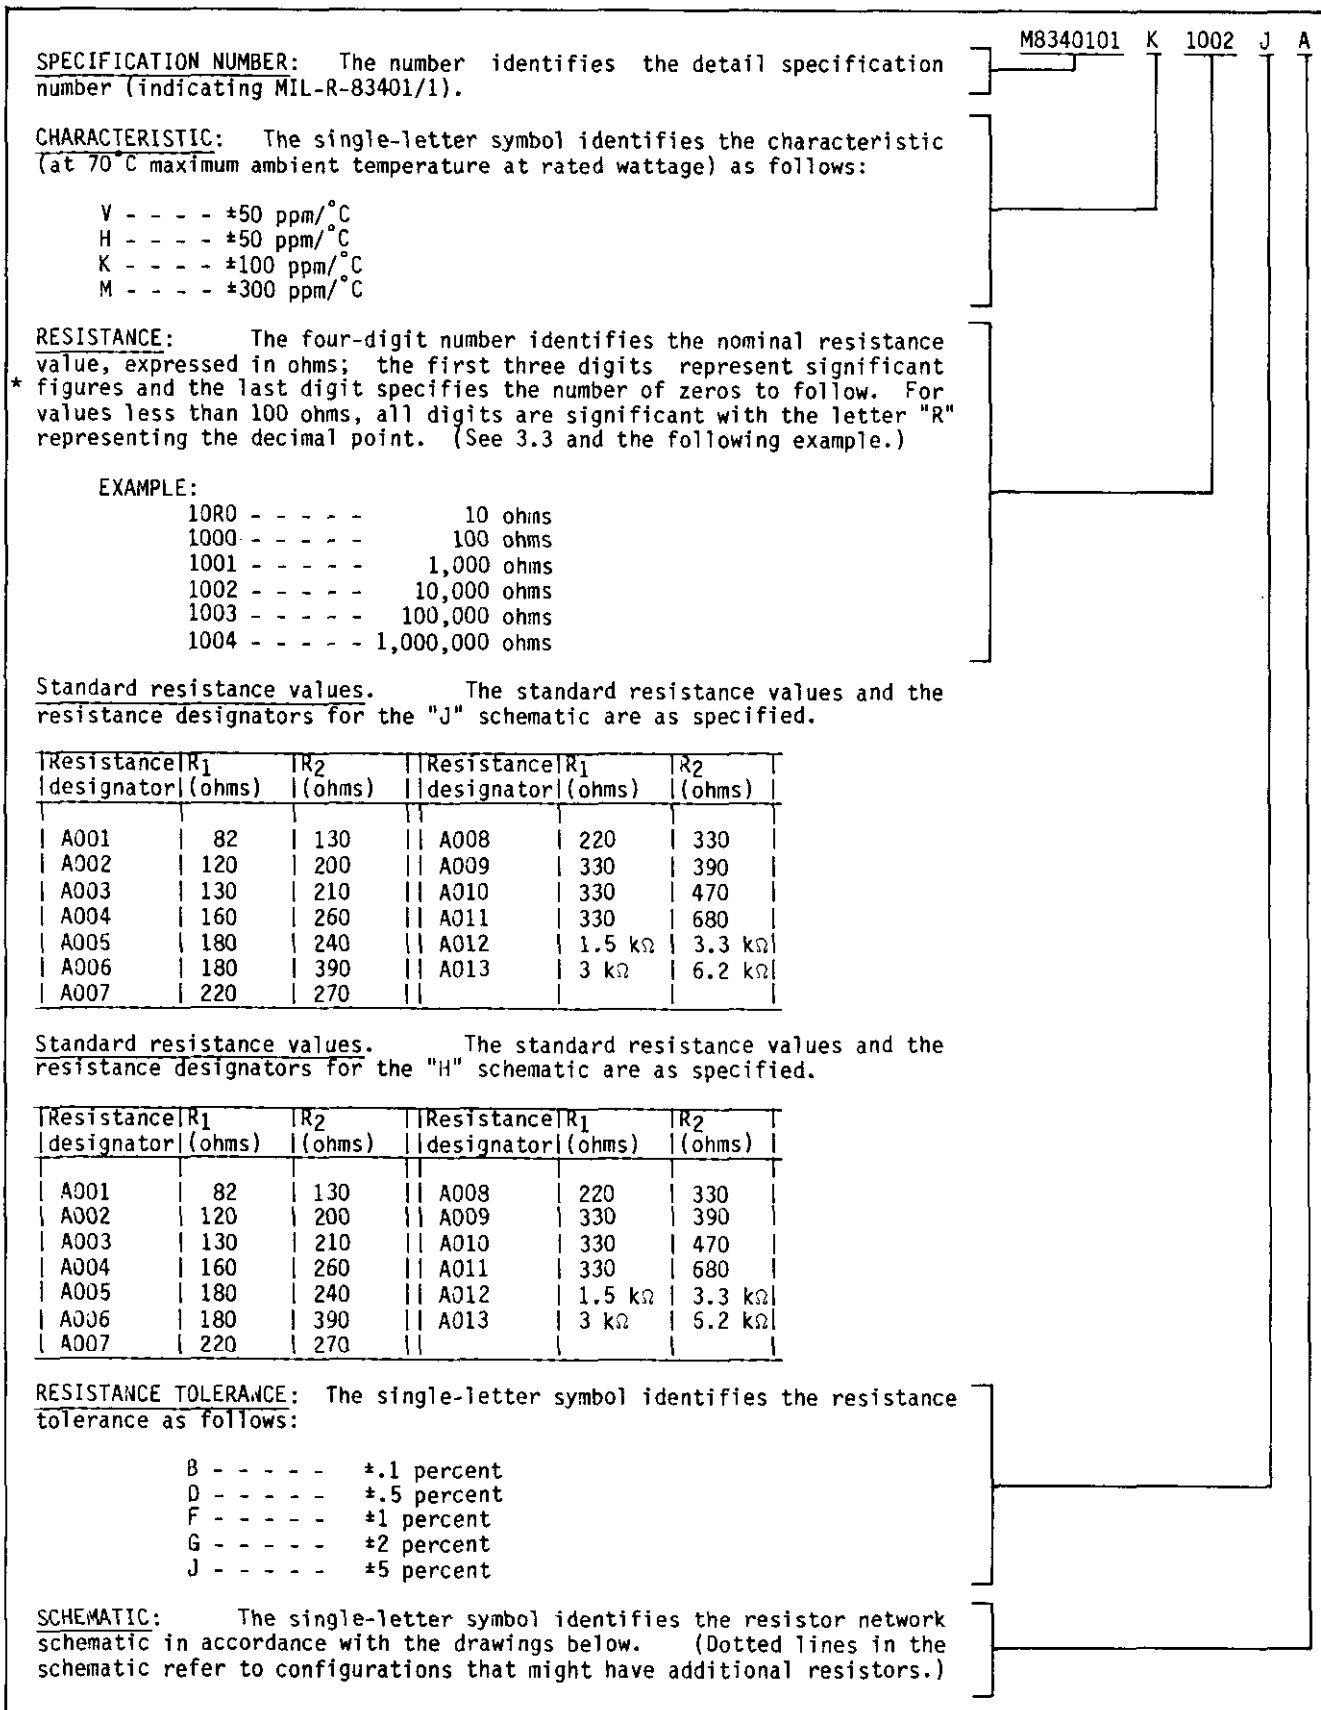 M8340101 K 1002 J A
SPECIFICATION NUMBER: The number identifies the detail specification
number (indicating MIL-R-83401/1).
CHARACTERISTIC: The single-letter symbol identifies the characteristic
(at 70°C maximum ambient temperature at rated wattage) as follows:
V - - - - ±50 ppm/°C
H - - - - ±50 ppm/°C
K - - - - ±100 ppm/°C
M - - - - ±300 ppm/°C
RESISTANCE: The four-digit number identifies the nominal resistance
value, expressed in ohms; the first three digits represent significant
* figures and the last digit specifies the number of zeros to follow. For
values less than 100 ohms, all digits are significant with the letter "R"
representing the decimal point. (See 3.3 and the following example.)
EXAMPLE:
10R0 - - - - - 10 ohms
1000 - - - - - 100 ohms
1001 - - - - - 1,000 ohms
1002 - - - - - 10,000 ohms
1003 - - - - - 100,000 ohms
1004 - - - - - 1,000,000 ohms
Standard resistance values. The standard resistance values and the
resistance designators for the "J" schematic are as specified.
Resistance R1 R2 Resistance R1 R2
designator (ohms) (ohms) designator (ohms) (ohms)
A001 82 130 A008 220 330
A002 120 200 A009 330 390
A003 130 210 A010 330 470
A004 160 260 A011 330 680
A005 180 240 A012 1.5 kΩ 3.3 kΩ
A006 180 390 A013 3 kΩ 6.2 kΩ
A007 220 270
Standard resistance values. The standard resistance values and the
resistance designators for the "H" schematic are as specified.
Resistance R1 R2 Resistance R1 R2
designator (ohms) (ohms) designator (ohms) (ohms)
A001 82 130 A008 220 330
A002 120 200 A009 330 390
A003 130 210 A010 330 470
A004 160 260 A011 330 680
A005 180 240 A012 1.5 kΩ 3.3 kΩ
A006 180 390 A013 3 kΩ 5.2 kΩ
A007 220 270
RESISTANCE TOLERANCE: The single-letter symbol identifies the resistance
tolerance as follows:
B - - - - - ±.1 percent
D - - - - - ±.5 percent
F - - - - - ±1 percent
G - - - - - ±2 percent
J - - - - - ±5 percent
SCHEMATIC: The single-letter symbol identifies the resistor network
schematic in accordance with the drawings below. (Dotted lines in the
schematic refer to configurations that might have additional resistors.)